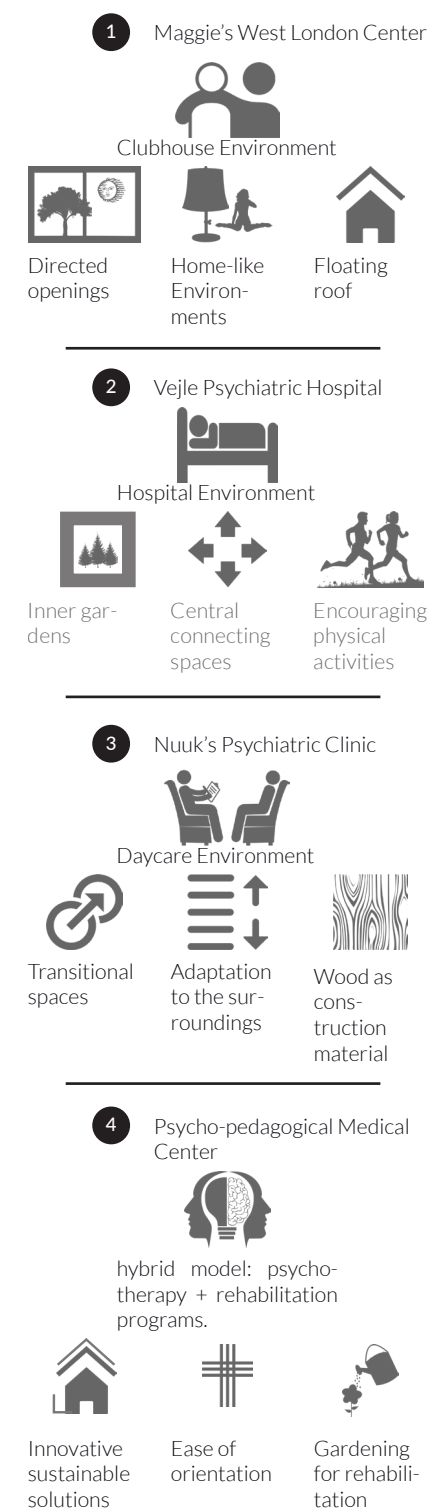 1 Maggie's West London Center
Clubhouse Environment
Directed
openings
Home-like
Environ-
ments
Floating
roof
2 Vejle Psychiatric Hospital
Hospital Environment
Inner gar-
dens
Central
connecting
spaces
Encouraging
physical
activities
3 Nuuk's Psychiatric Clinic
Daycare Environment
Transitional
spaces
Adaptation
to the sur-
roundings
Wood as
cons-
truction
material
4 Psycho-pedagogical Medical
Center
hybrid model: psycho-
therapy + rehabilitation
programs.
Innovative
sustainable
solutions
Ease of
orientation
Gardening
for rehabili-
tation